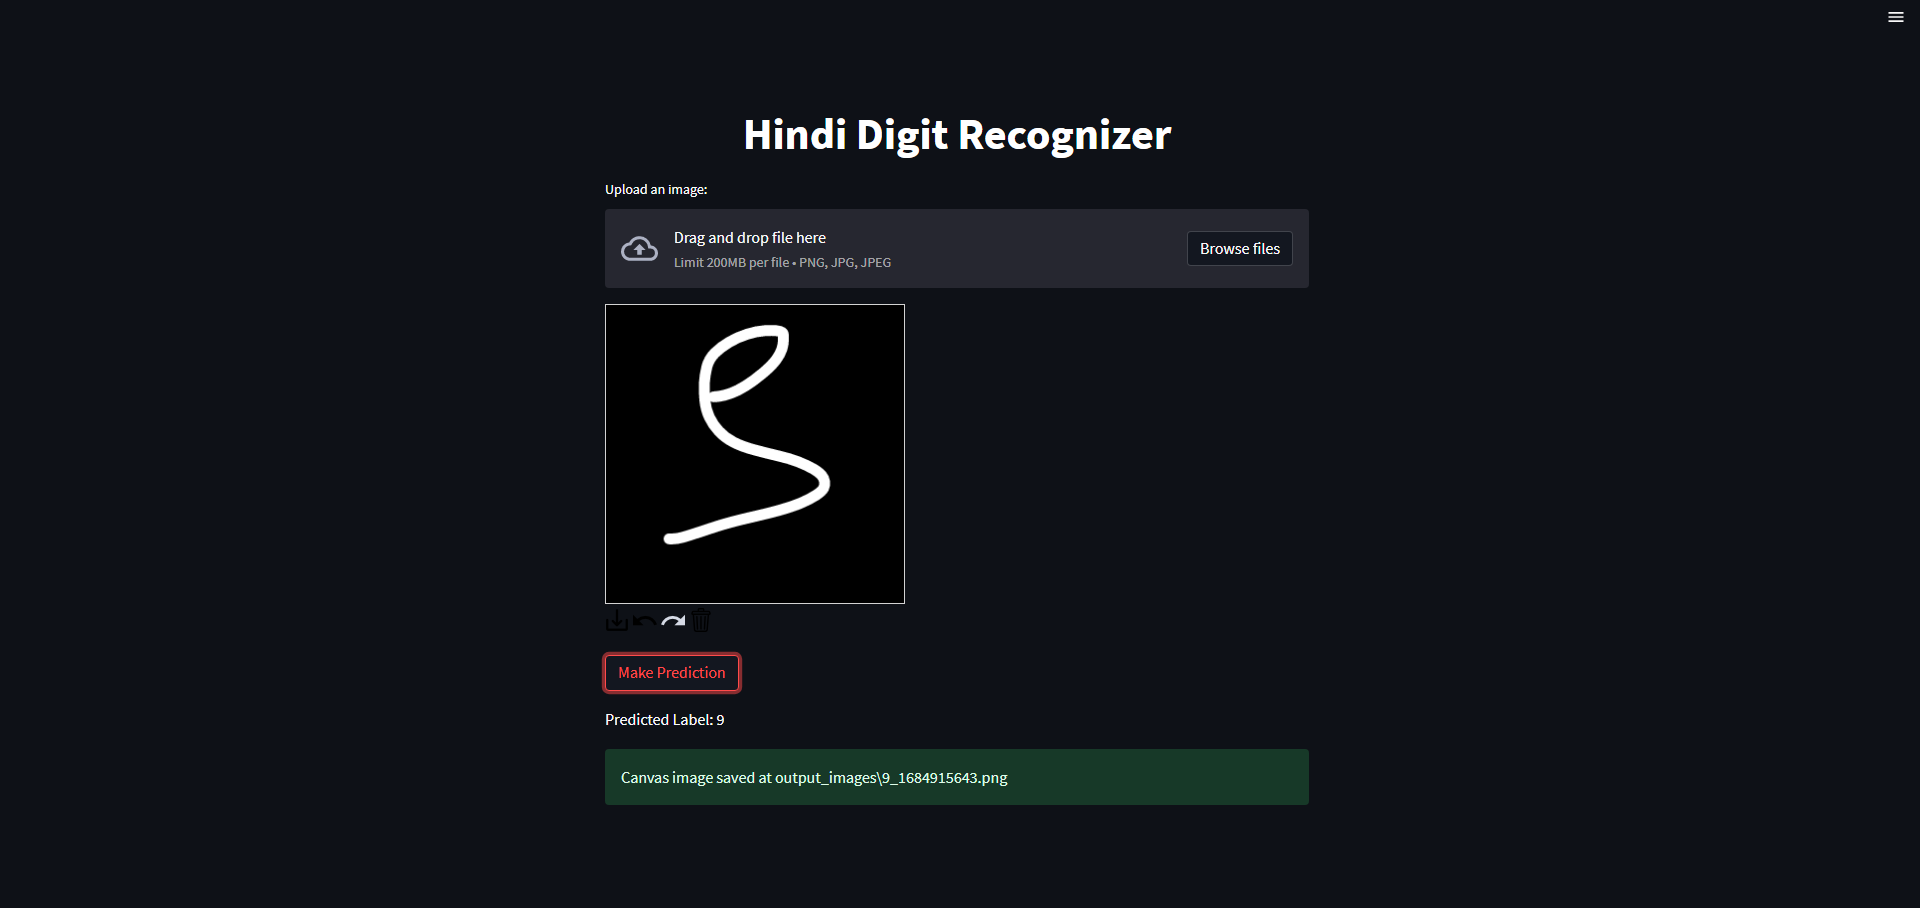 Hindi Digit Recognizer
Upload an image:
Drag and drop file here
Limit 200MB per file • PNG, JPG, JPEG
Browse files
९
Make Prediction
Predicted Label: 9
Canvas image saved at output_images\9_1684915643.png